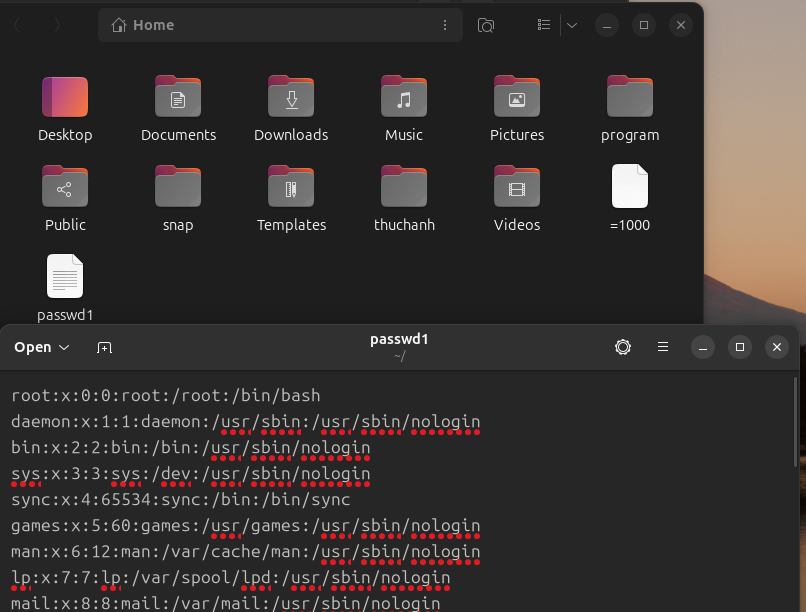 Home
Desktop Documents Downloads Music Pictures program
Public snap Templates thuchanh Videos =1000
passwd1
Open passwd1
~/
root:x:0:0:root:/root:/bin/bash
daemon:x:1:1:daemon:/usr/sbin:/usr/sbin/nologin
bin:x:2:2:bin:/bin:/usr/sbin/nologin
sys:x:3:3:sys:/dev:/usr/sbin/nologin
sync:x:4:65534:sync:/bin:/bin/sync
games:x:5:60:games:/usr/games:/usr/sbin/nologin
man:x:6:12:man:/var/cache/man:/usr/sbin/nologin
lp:x:7:7:lp:/var/spool/lpd:/usr/sbin/nologin
mail:x:8:8:mail:/var/mail:/usr/sbin/nologin